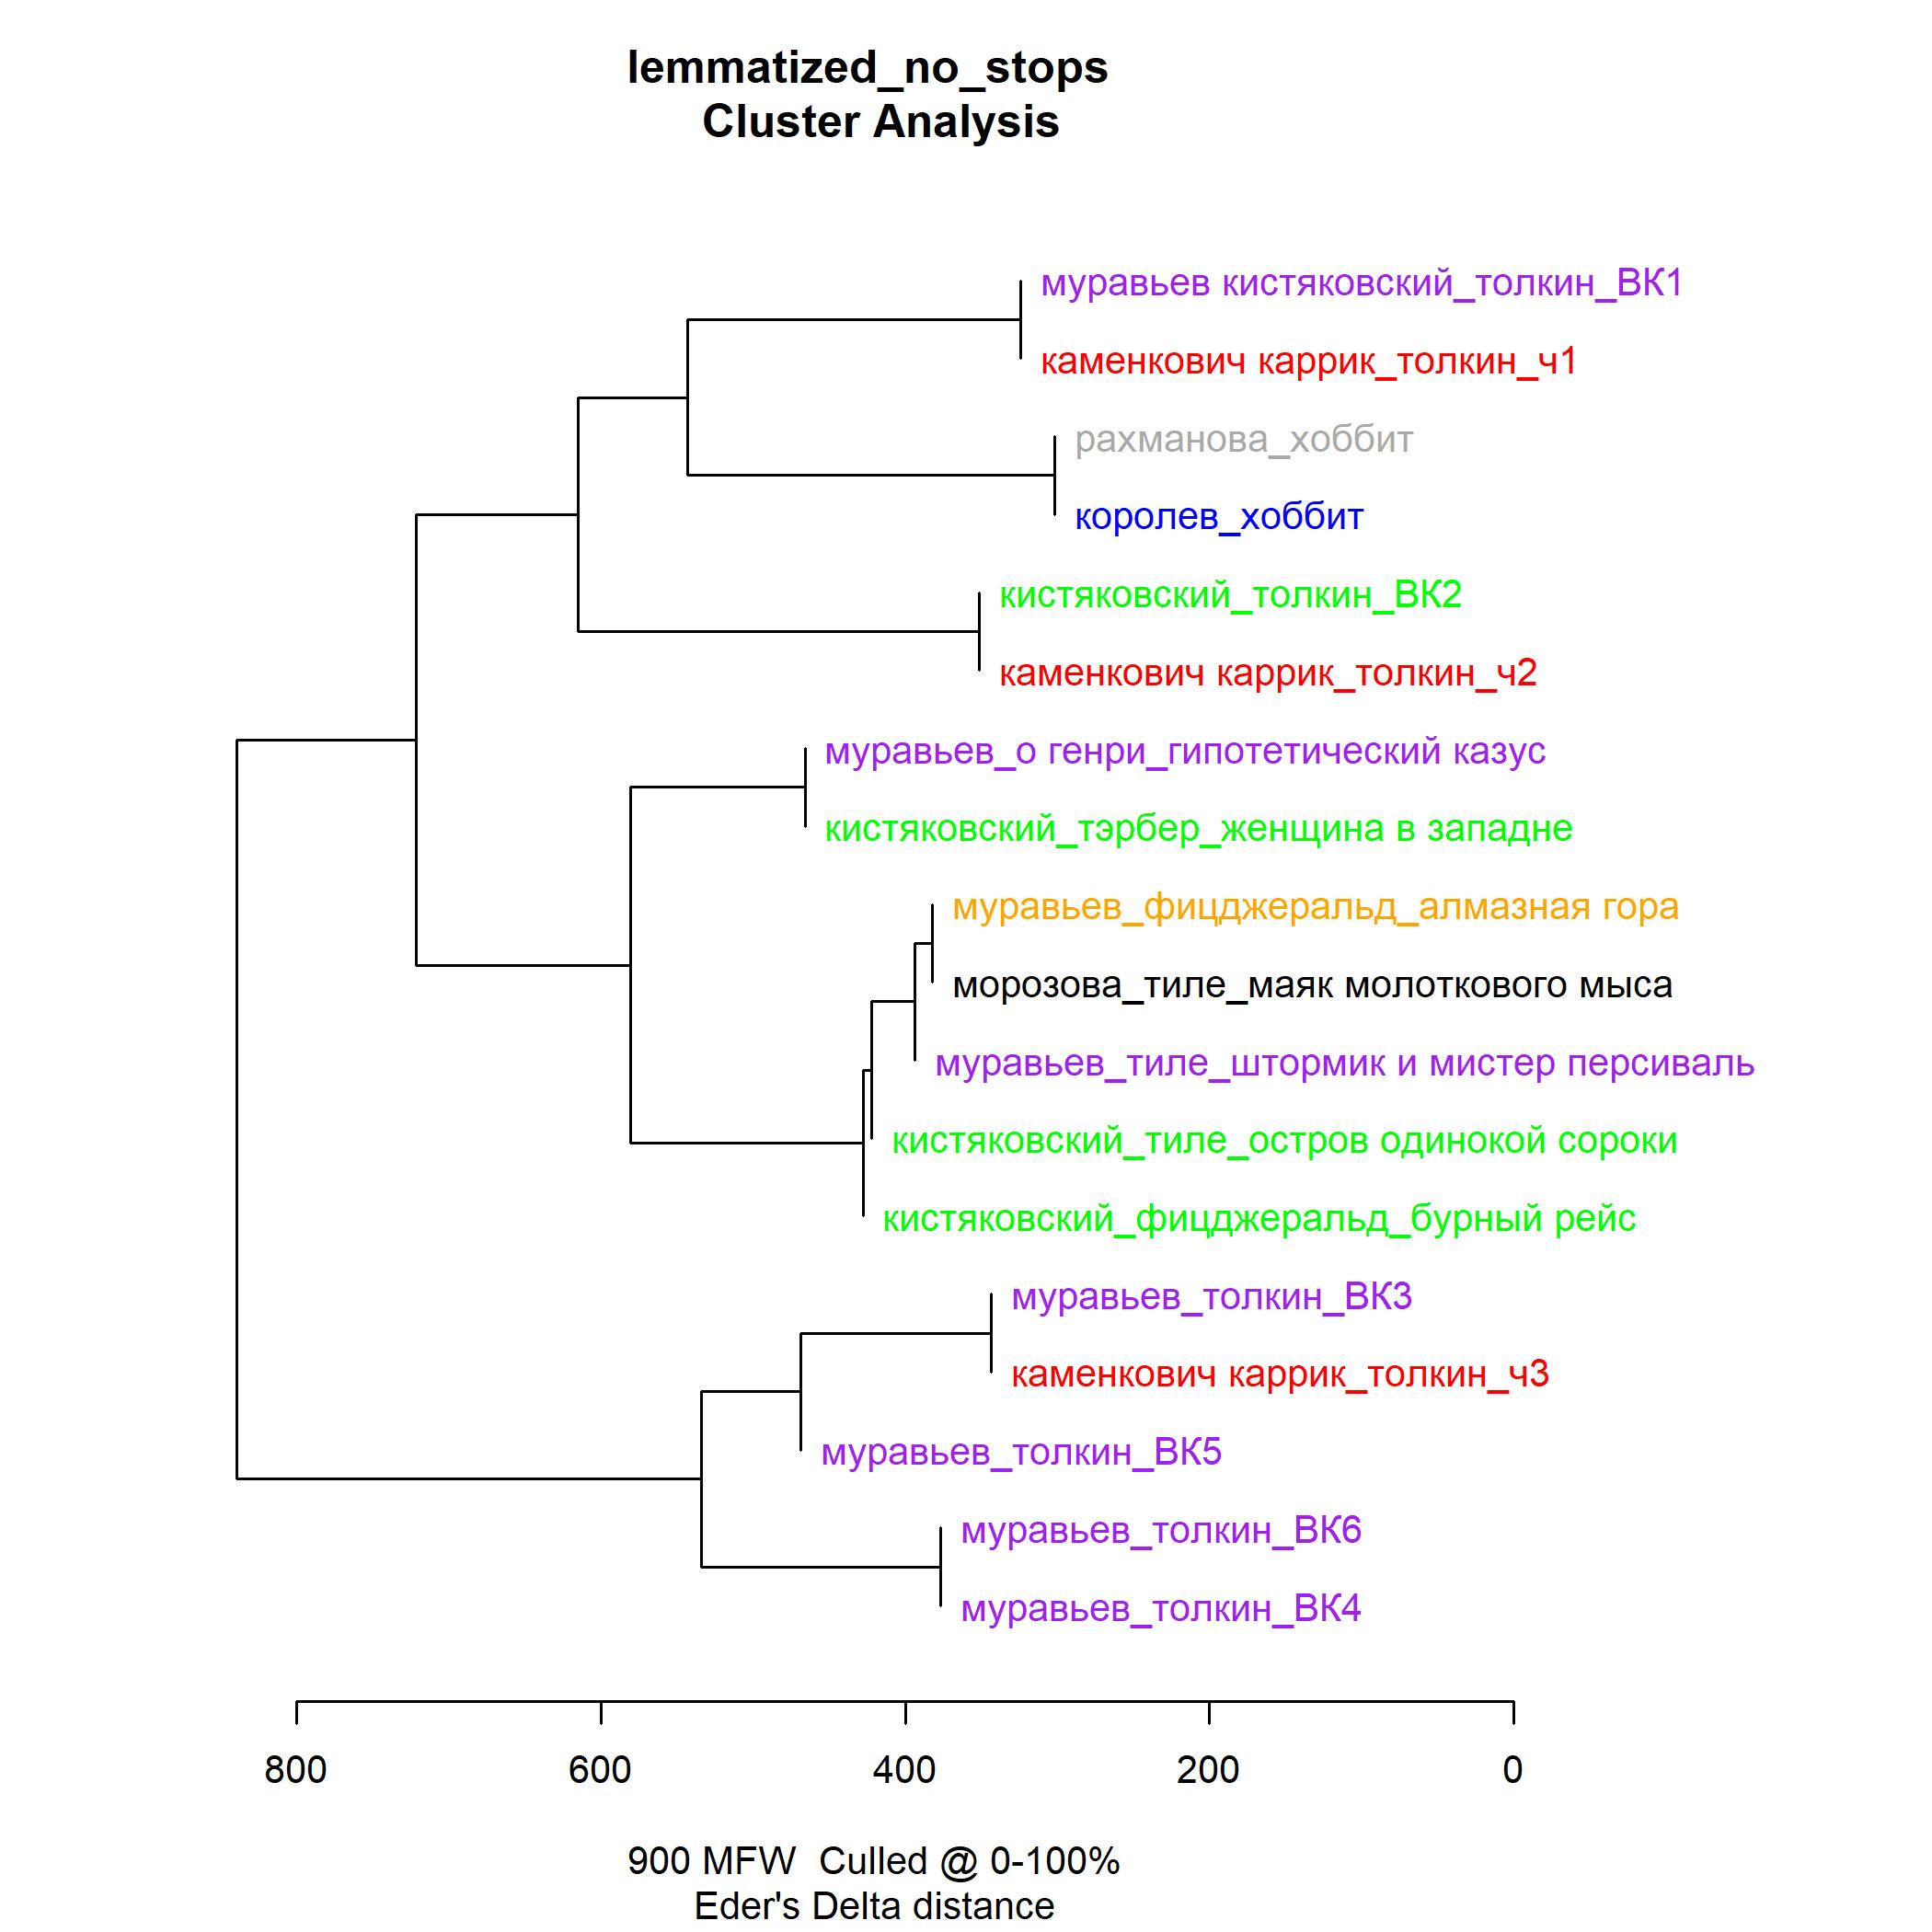 lemmatized_no_stops
Cluster Analysis
муравьев кистяковский_толкин_ВК1
каменкович каррик_толкин_ч1
рахманова_хоббит
королев_хоббит
кистяковский_толкин_ВК2
каменкович каррик_толкин_ч2
муравьев_о генри_гипотетический казус
кистяковский_тэрбер_женщина в западне
муравьев_фицджеральд_алмазная гора
морозова_тиле_маяк молоткового мыса
муравьев_тиле_штормик и мистер персиваль
кистяковский_тиле_остров одинокой сороки
кистяковский_фицджеральд_бурный рейс
муравьев_толкин_ВК3
каменкович каррик_толкин_ч3
муравьев_толкин_ВК5
муравьев_толкин_ВК6
муравьев_толкин_ВК4
800 600 400 200 0
900 MFW  Culled @ 0-100%
Eder's Delta distance